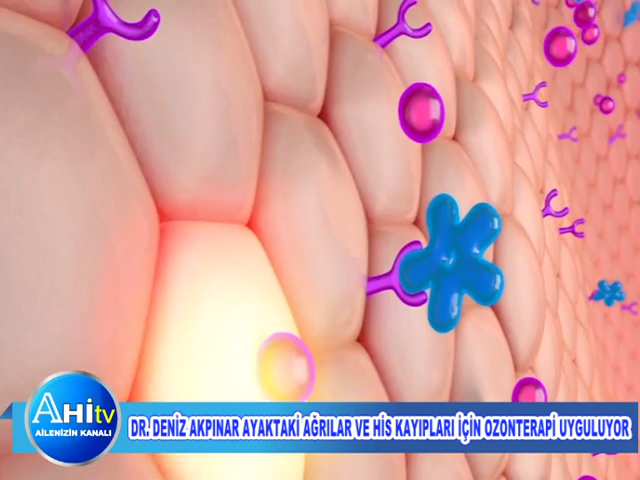 AHi tv
AİLENİZİN KANALI
DR. DENİZ AKPINAR AYAKTAKİ AĞRILAR VE HİS KAYIPLARI İÇİN OZONTERAPİ UYGULUYOR